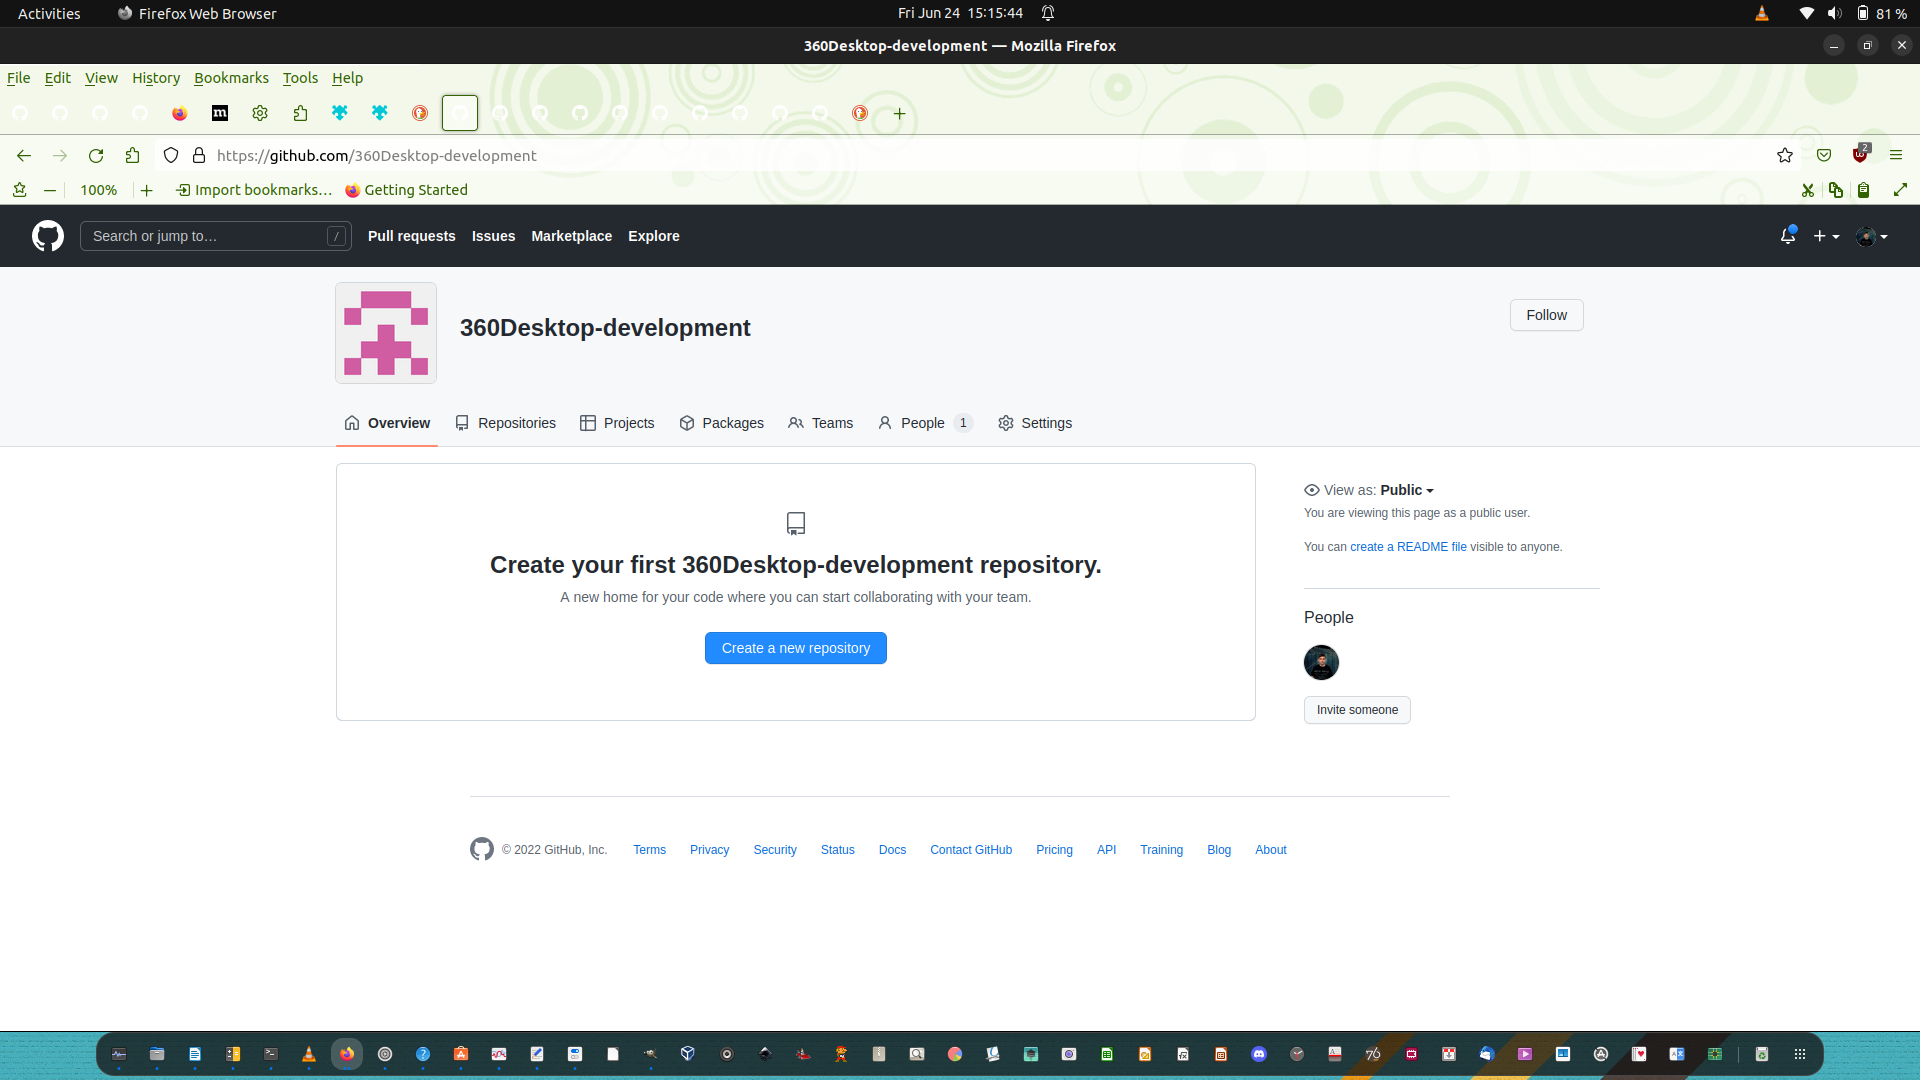 Activities Firefox Web Browser Fri Jun 24 15:15:44 81 %
360Desktop-development — Mozilla Firefox
File Edit View History Bookmarks Tools Help
m
https://github.com/360Desktop-development 2
100% Import bookmarks… Getting Started
Search or jump to… / Pull requests Issues Marketplace Explore
360Desktop-development
Follow
Overview Repositories Projects Packages Teams People 1 Settings
View as: Public
You are viewing this page as a public user.
You can create a README file visible to anyone.
Create your first 360Desktop-development repository.
A new home for your code where you can start collaborating with your team.
Create a new repository
People
Invite someone
© 2022 GitHub, Inc. Terms Privacy Security Status Docs Contact GitHub Pricing API Training Blog About
76